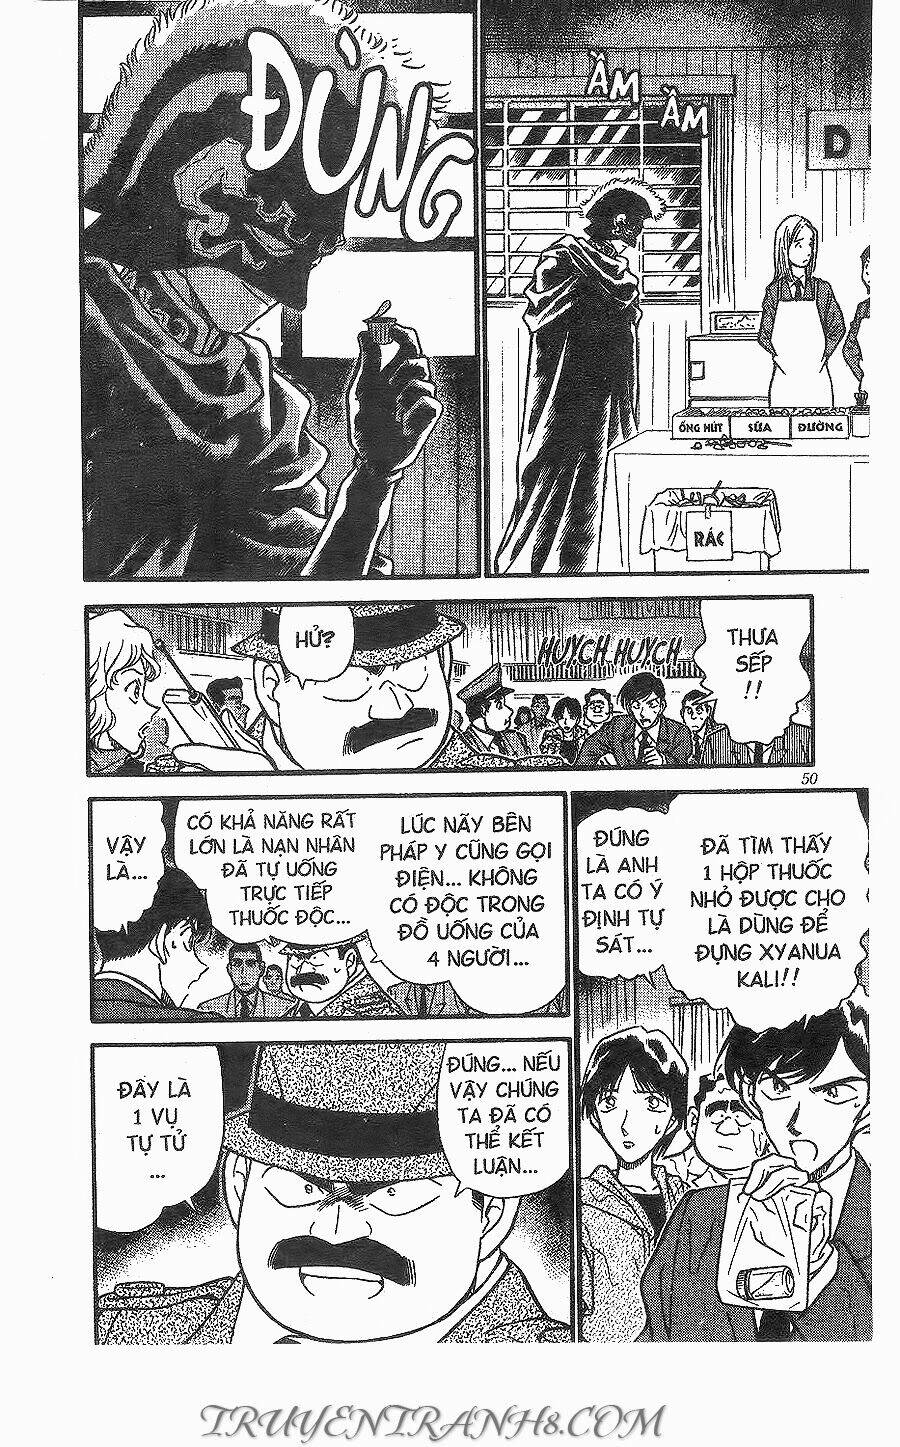 ẦM
ẦM
D
ỐNG HÚT
SỮA
ĐƯỜNG
RÁC
ĐÙNG
THƯA
SẾP
!!
HUỴCH HUỴCH
HỬ?
50
ĐÃ TÌM THẤY
1 HỘP THUỐC
NHỎ ĐƯỢC CHO
LÀ DÙNG ĐỂ
ĐỰNG XYANUA
KALI!!
ĐÚNG
LÀ ANH
TA CÓ Ý
ĐỊNH TỰ
SÁT...
LÚC NÃY BÊN
PHÁP Y CŨNG GỌI
ĐIỆN... KHÔNG
CÓ ĐỘC TRONG
ĐỒ UỐNG CỦA
4 NGƯỜI...
CÓ KHẢ NĂNG RẤT
LỚN LÀ NẠN NHÂN
ĐÃ TỰ UỐNG
TRỰC TIẾP
THUỐC ĐỘC...
VẬY
LÀ...
ĐÚNG... NẾU
VẬY CHÚNG
TA ĐÃ CÓ
THỂ KẾT
LUẬN...
ĐÂY LÀ
1 VỤ
TỰ TỬ
...
TRUYENTRANH8.COM